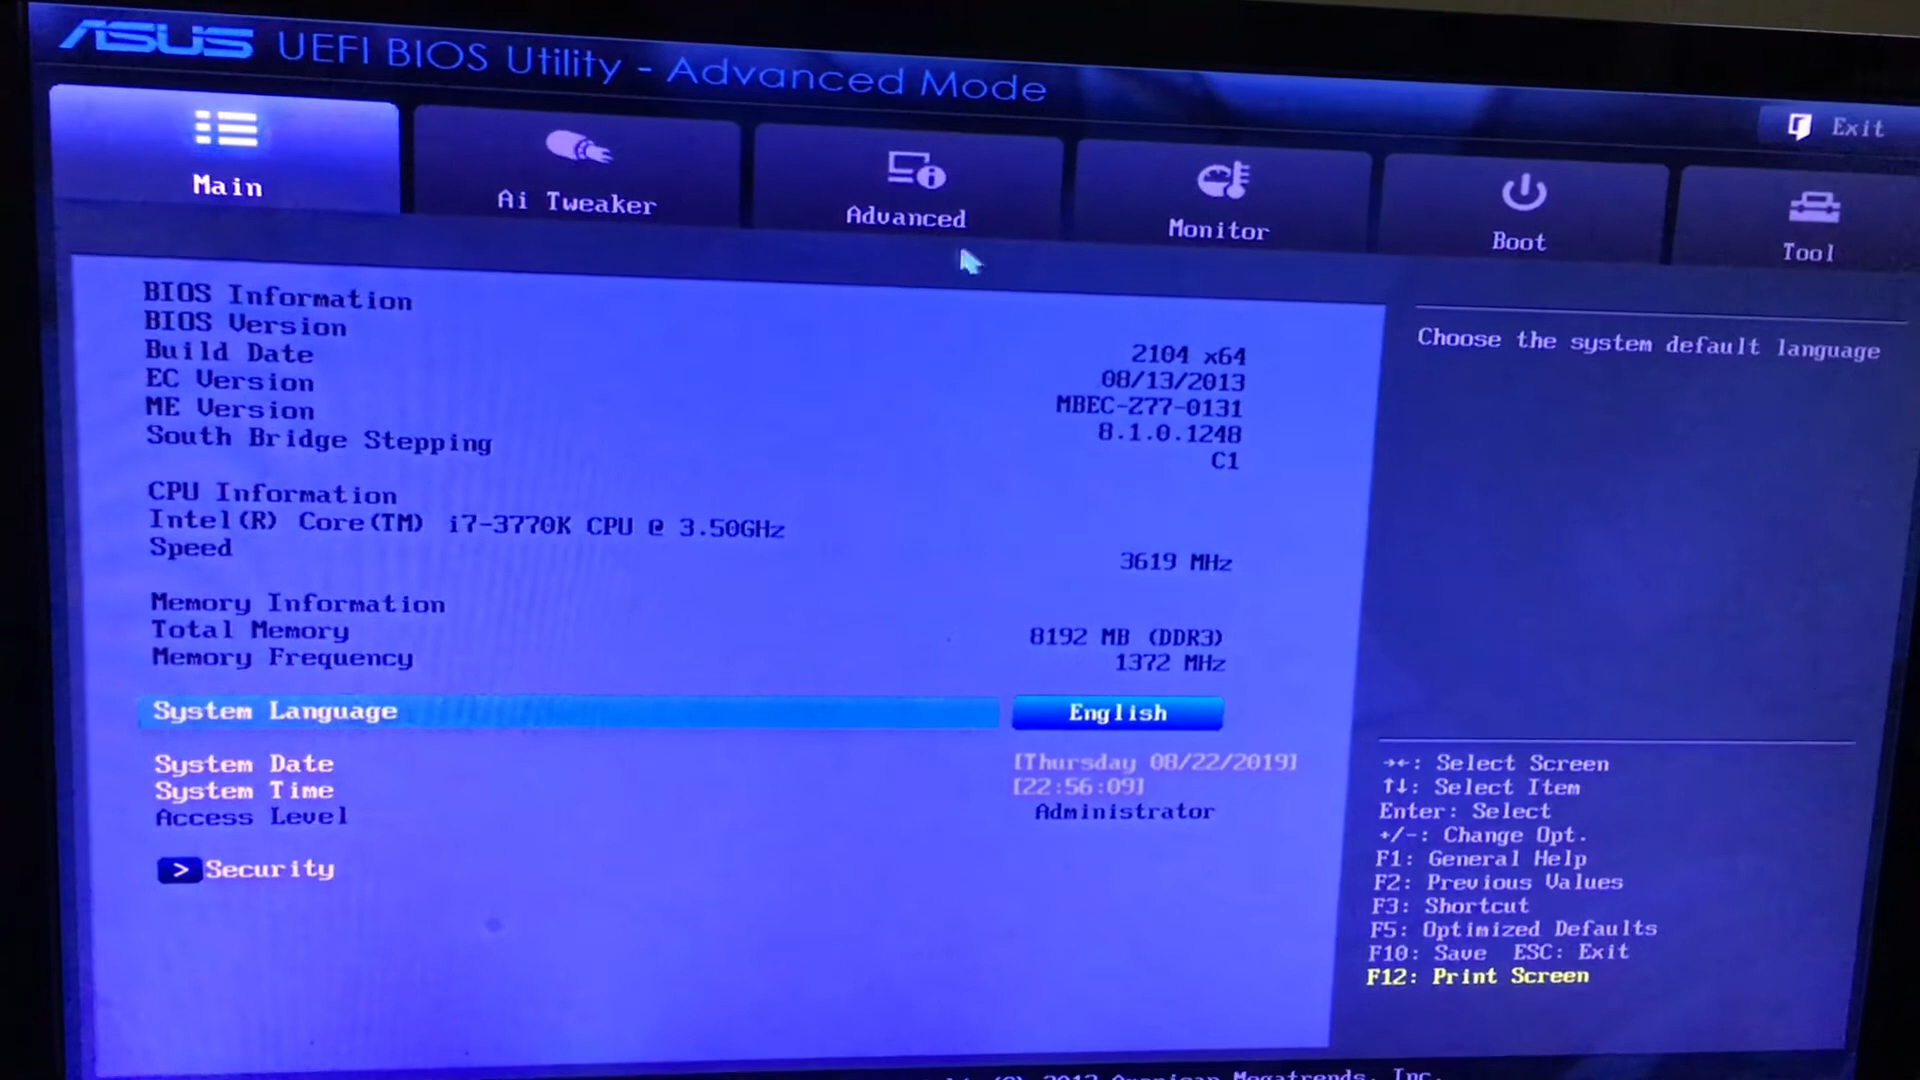 ASUS UEFI BIOS Utility - Advanced Mode
Exit
Main
Ai Tweaker
Advanced
Monitor
Boot
Tool
BIOS Information
BIOS Version 2104 x64
Build Date 08/13/2013
EC Version MBEC-Z77-0131
ME Version 8.1.0.1248
South Bridge Stepping C1
CPU Information
Intel(R) Core(TM) i7-3770K CPU @ 3.50GHz
Speed 3619 MHz
Memory Information
Total Memory 8192 MB (DDR3)
Memory Frequency 1372 MHz
System Language English
System Date [Thursday 08/22/2019]
System Time [22:56:09]
Access Level Administrator
> Security
Choose the system default language
→←: Select Screen
↑↓: Select Item
Enter: Select
+/-: Change Opt.
F1: General Help
F2: Previous Values
F3: Shortcut
F5: Optimized Defaults
F10: Save ESC: Exit
F12: Print Screen
American Megatrends, Inc.